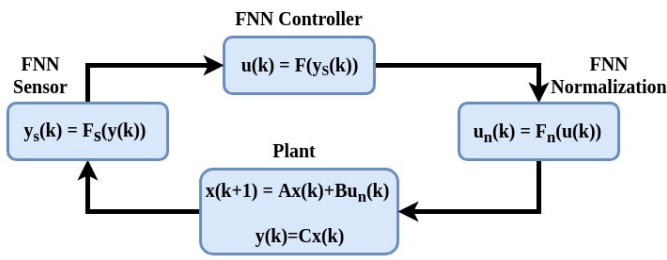 FNN Controller
u(k) = F(yₛ(k))
FNN
Sensor
yₛ(k) = Fₛ(y(k))
FNN
Normalization
uₙ(k) = Fₙ(u(k))
Plant
x(k+1) = Ax(k)+Buₙ(k)
y(k)=Cx(k)